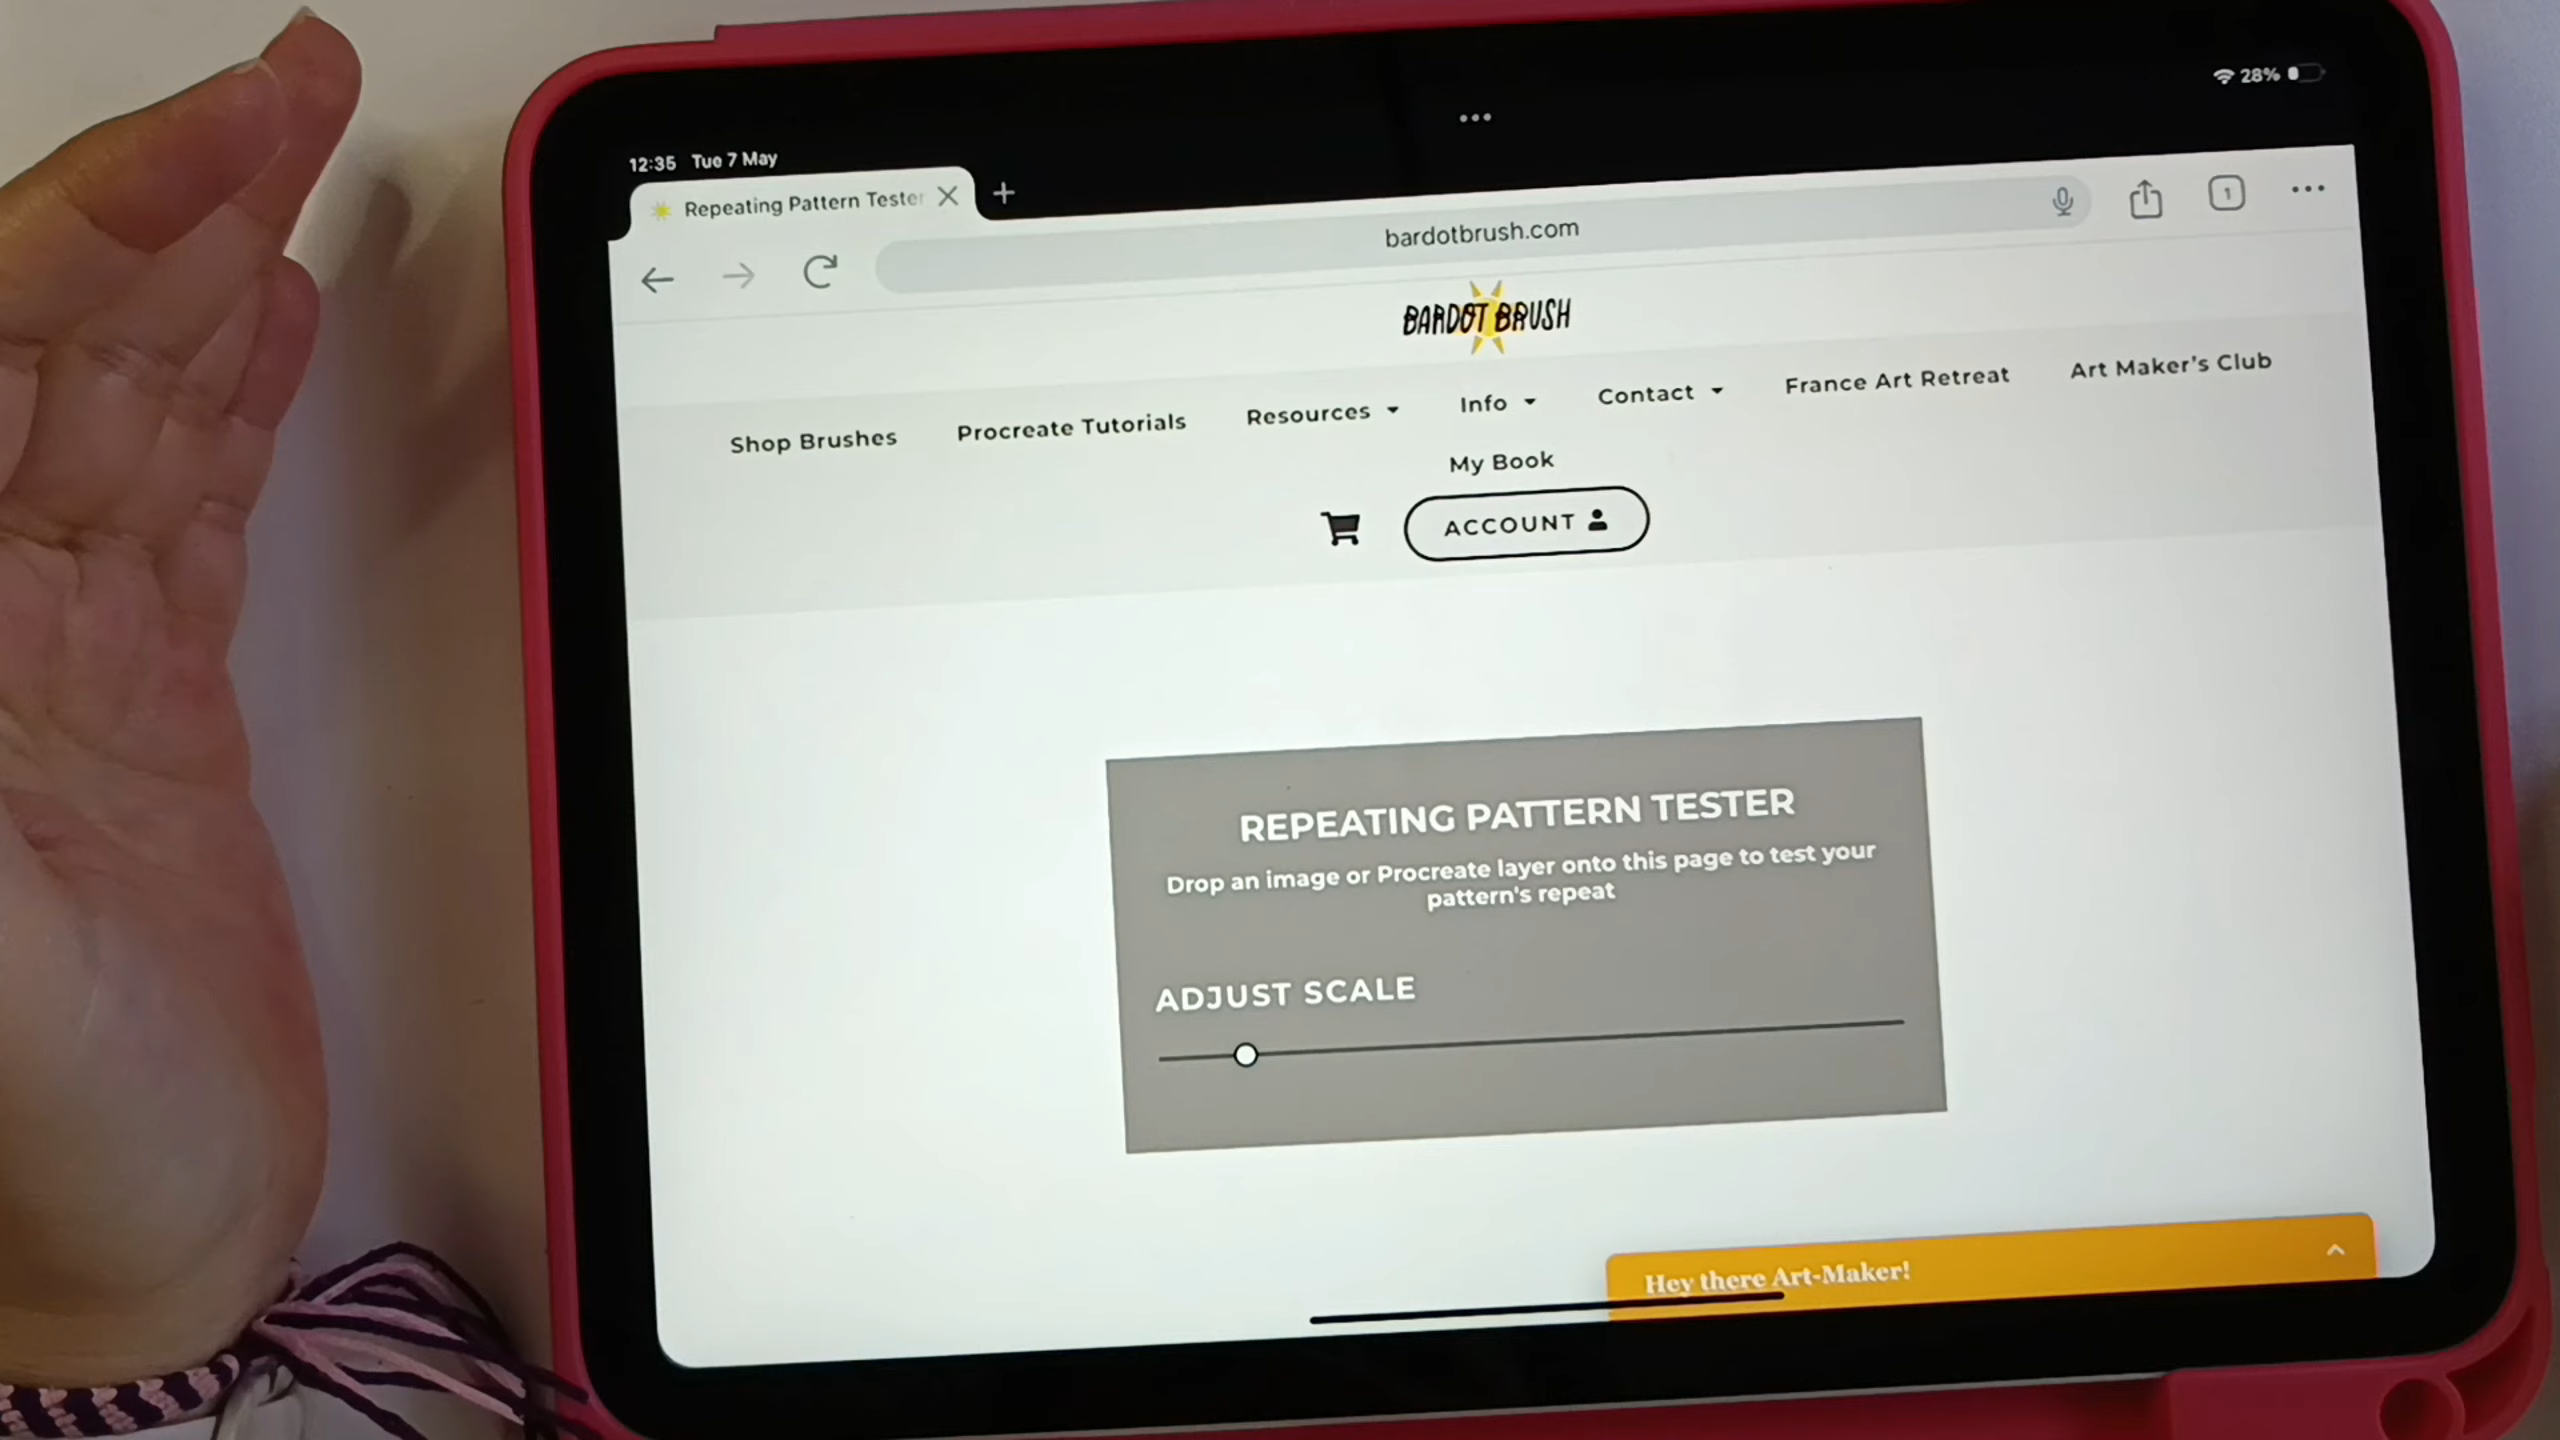 28%
12:35 Tue 7 May
Repeating Pattern Tester
bardotbrush.com
1
BARDOT BRUSH
Shop Brushes Procreate Tutorials Resources Info Contact France Art Retreat Art Maker's Club
My Book
ACCOUNT
REPEATING PATTERN TESTER
Drop an image or Procreate layer onto this page to test your
pattern's repeat
ADJUST SCALE
Hey there Art-Maker!